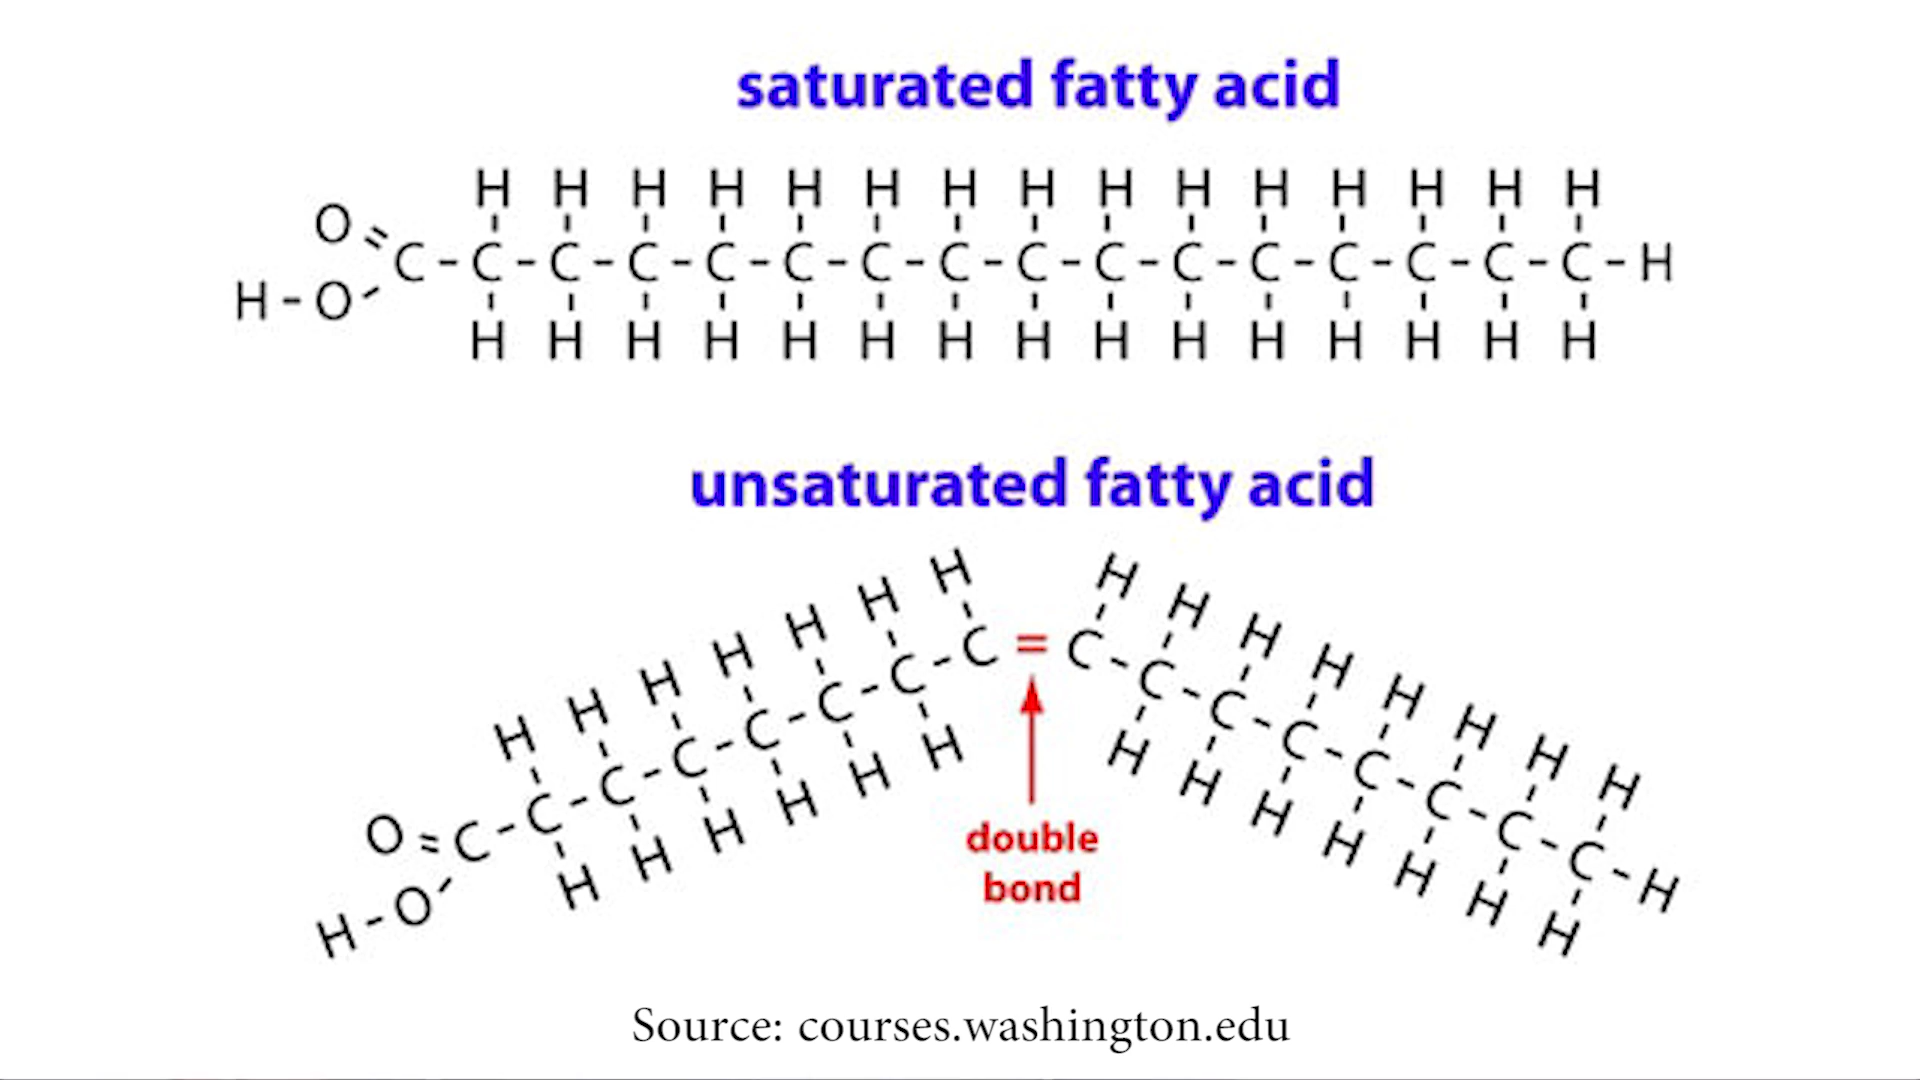 saturated fatty acid
H H H H H H H H H H H H H H H
O = C - C - C - C - C - C - C - C - C - C - C - C - C - C - C - C - H
H - O -
H H H H H H H H H H H H H H H
unsaturated fatty acid
H H H H H H H H H H H H H H H
O = C - C - C - C - C - C - C - C = C - C - C - C - C - C - C - C - H
H - O -
H H H H H H H H H H H H H
double
bond
Source: courses.washington.edu